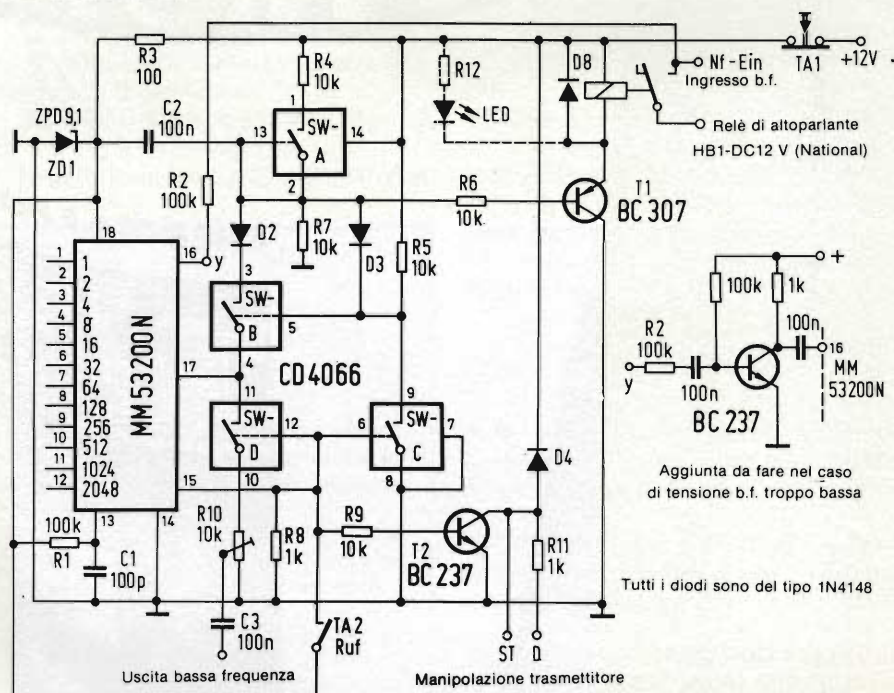 R3
100
R4
10k
R12
D8
Nf-Ein
Ingresso b.f.
TA1
+12V
ZPD 9,1
ZD1
C2
100n
13
1
SW-
A
14
2
LED
Relè di altoparlante
HB1-DC12 V (National)
R2
100k
R6
10k
T1
BC 307
18
16
y
D2
R7
10k
D3
R5
10k
3
SW-
B
5
4
CD4066
MM 53200N
1 1
2 2
3 4
4 8
5 16
6 32
7 64
8 128
9 256
10 512
11 1024
12 2048
17
15
13
14
11
SW-
D
12
10
9
6
SW-
C
7
8
100k
R1
C1
100p
R10
10k
R8
1k
R9
10k
T2
BC 237
D4
R11
1k
C3
100n
TA2
Ruf
ST
D
Uscita bassa frequenza
Manipolazione trasmettitore
+
100k
1k
100n
16
MM
53200N
R2
100k
y
100n
BC 237
Aggiunta da fare nel caso
di tensione b.f. troppo bassa
Tutti i diodi sono del tipo 1N4148